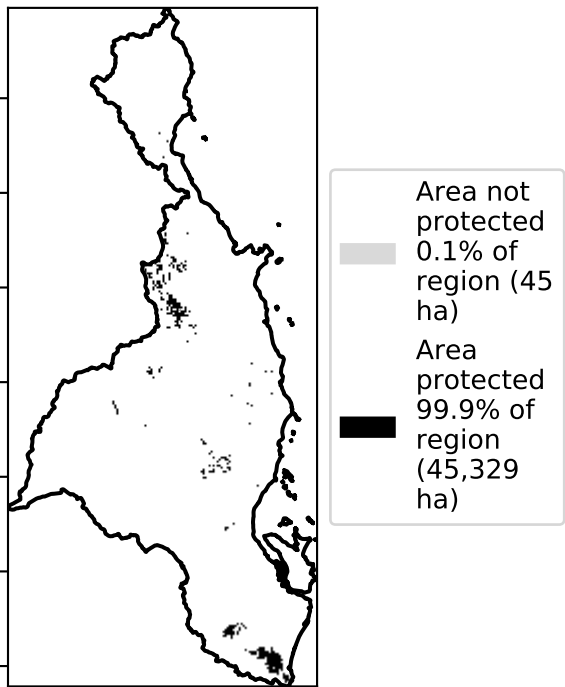 Area not
protected
0.1% of
region (45
ha)
Area
protected
99.9% of
region
(45,329
ha)